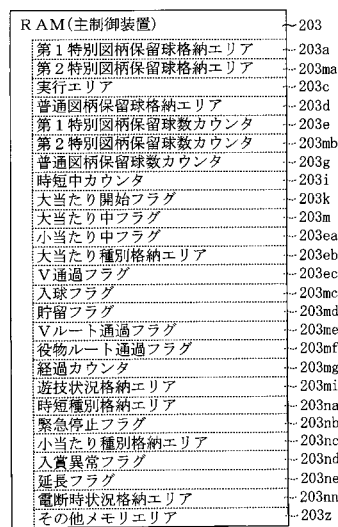 RAM(主制御装置) 203
第1特別図柄保留球格納エリア 203a
第2特別図柄保留球格納エリア 203ma
実行エリア 203c
普通図柄保留球格納エリア 203d
第1特別図柄保留球数カウンタ 203e
第2特別図柄保留球数カウンタ 203mb
普通図柄保留球数カウンタ 203g
時短中カウンタ 203i
大当たり開始フラグ 203k
大当たり中フラグ 203m
小当たり中フラグ 203ea
大当たり種別格納エリア 203eb
V通過フラグ 203ec
入球フラグ 203mc
貯留フラグ 203md
Vルート通過フラグ 203me
役物ルート通過フラグ 203mf
経過カウンタ 203mg
遊技状況格納エリア 203mi
時短種別格納エリア 203na
緊急停止フラグ 203nb
小当たり種別格納エリア 203nc
入賞異常フラグ 203nd
延長フラグ 203ne
電断時状況格納エリア 203nn
その他メモリエリア 203z